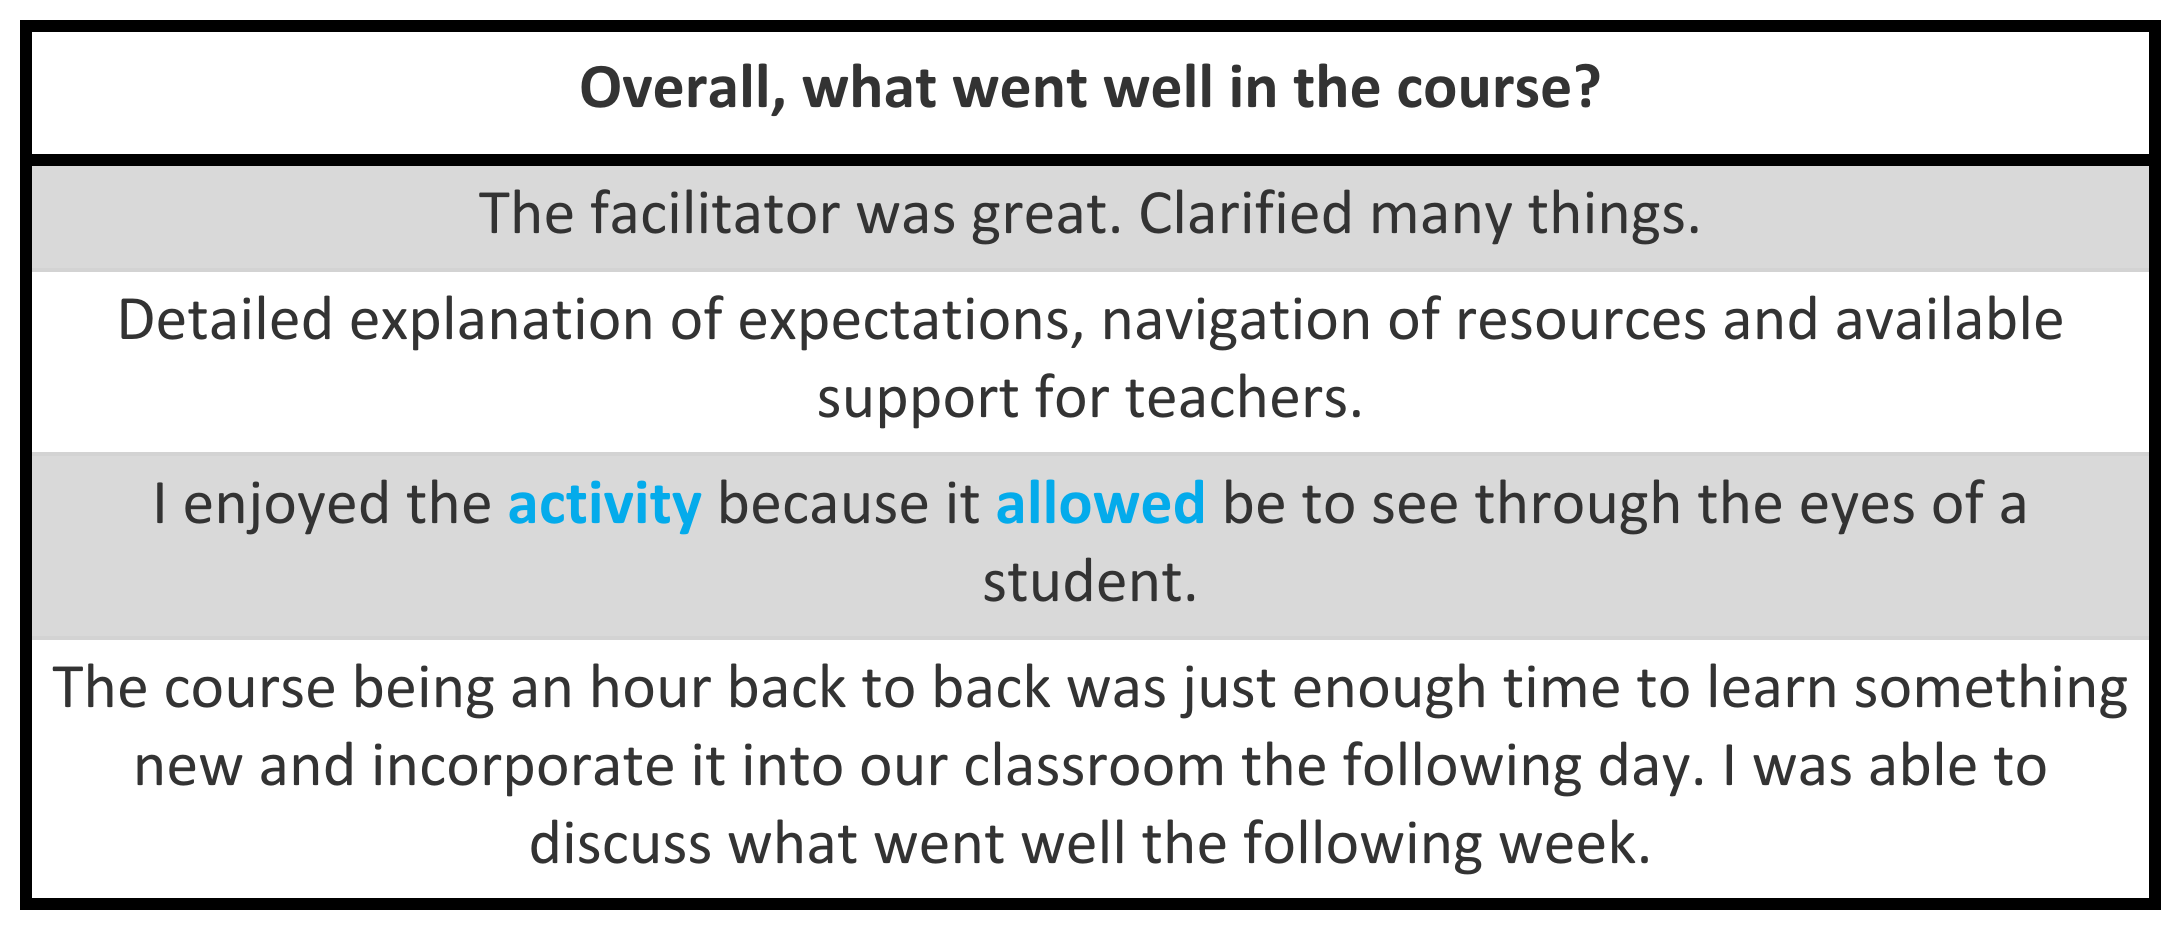 Overall, what went well in the course?
The facilitator was great. Clarified many things.
Detailed explanation of expectations, navigation of resources and available
support for teachers.
I enjoyed the activity because it allowed be to see through the eyes of a
student.
The course being an hour back to back was just enough time to learn something
new and incorporate it into our classroom the following day. I was able to
discuss what went well the following week.